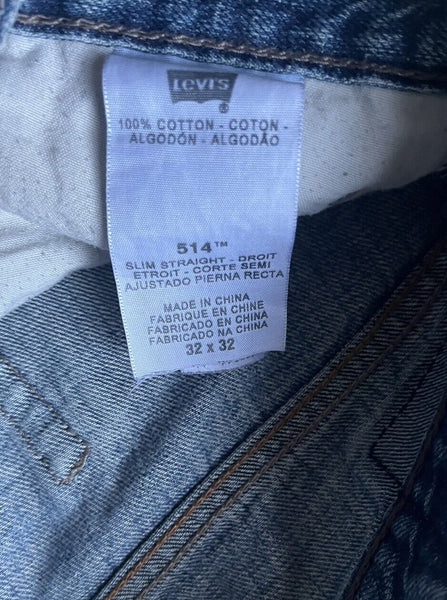 Levi's
®
100% COTTON - COTON -
ALGODÓN - ALGODÃO
514™
SLIM STRAIGHT - DROIT
ETROIT - CORTE SEMI
AJUSTADO PIERNA RECTA
MADE IN CHINA
FABRIQUE EN CHINE
FABRICADO EN CHINA
FABRICADO NA CHINA
32 x 32